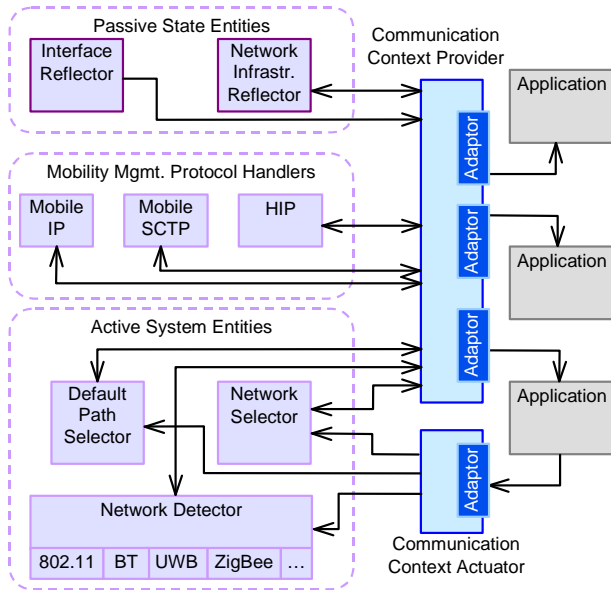 Passive State Entities
Interface
Reflector
Network
Infrastr.
Reflector
Communication
Context Provider
Adaptor
Application
Mobility Mgmt. Protocol Handlers
Mobile
IP
Mobile
SCTP
HIP
Adaptor
Application
Active System Entities
Default
Path
Selector
Network
Selector
Adaptor
Application
Network Detector
802.11
BT
UWB
ZigBee
...
Adaptor
Communication
Context Actuator